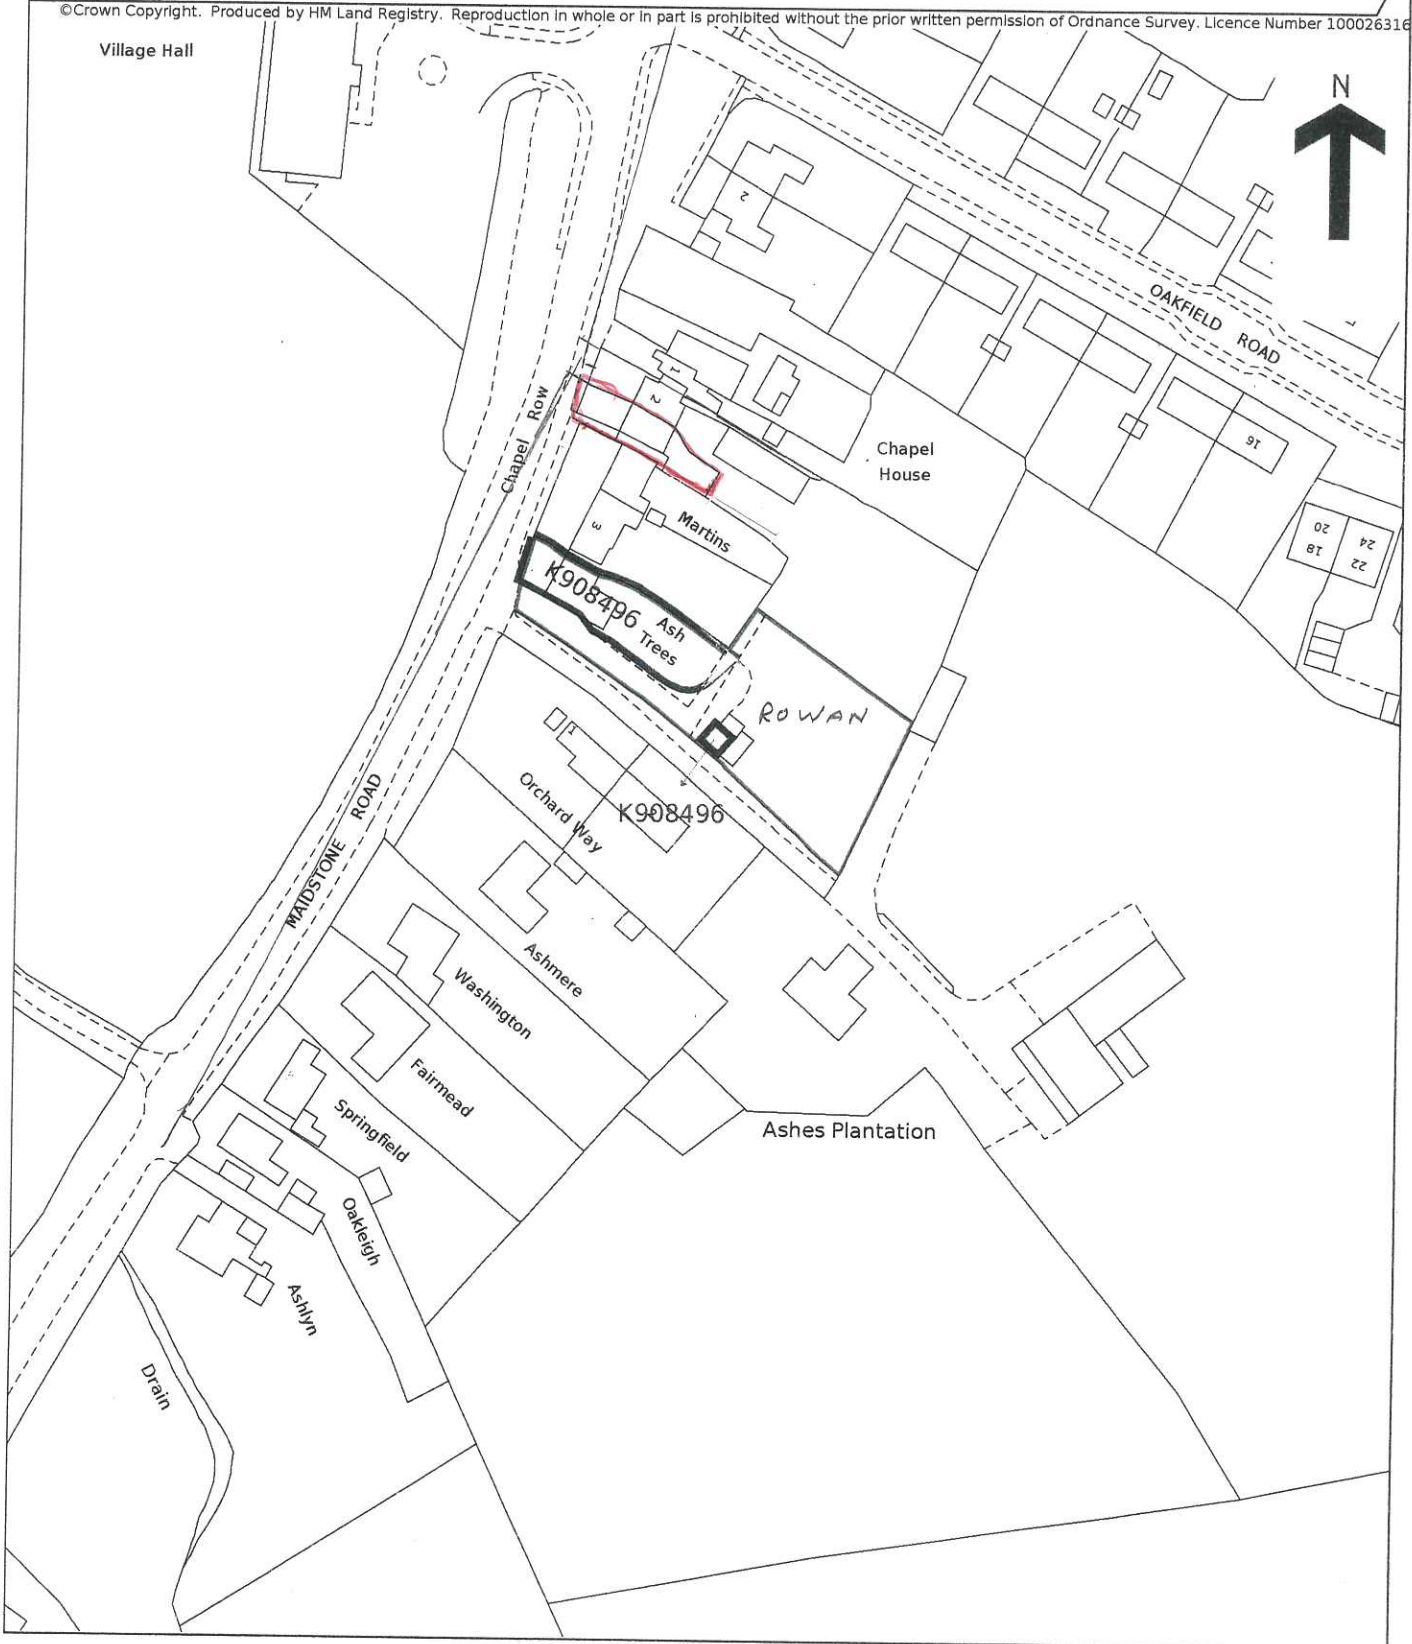 ©Crown Copyright. Produced by HM Land Registry. Reproduction in whole or in part is prohibited without the prior written permission of Ordnance Survey. Licence Number 100026316
Village Hall
N
2
OAKFIELD ROAD
1
2
Chapel Row
Chapel
House
16
20
18
24
22
Martins
3
K908496
Ash
Trees
ROWAN
1
K908496
Orchard Way
MAIDSTONE ROAD
Ashmere
Washington
Fairmead
Springfield
Ashes Plantation
Oakleigh
Ashlyn
Drain